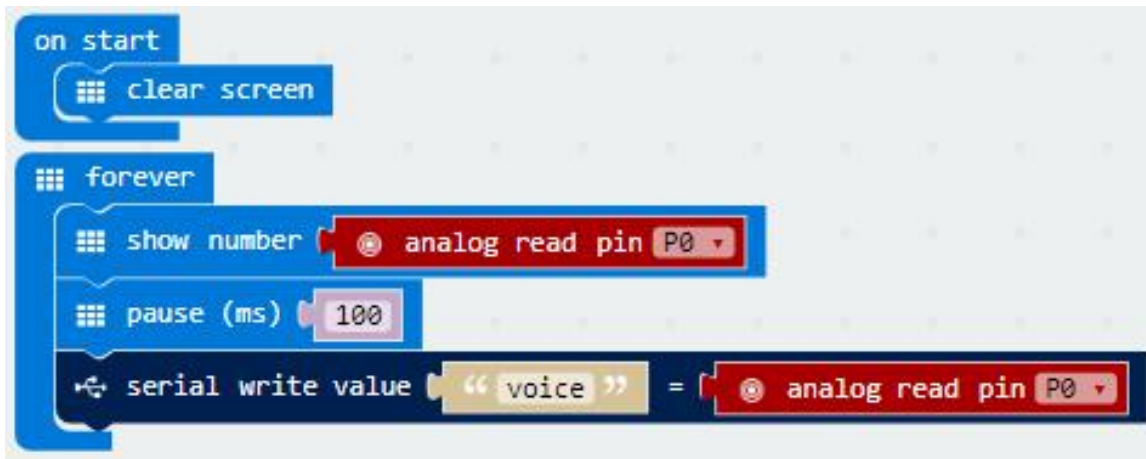 on start
clear screen
forever
show number analog read pin P0
pause (ms) 100
serial write value “ voice ” = analog read pin P0